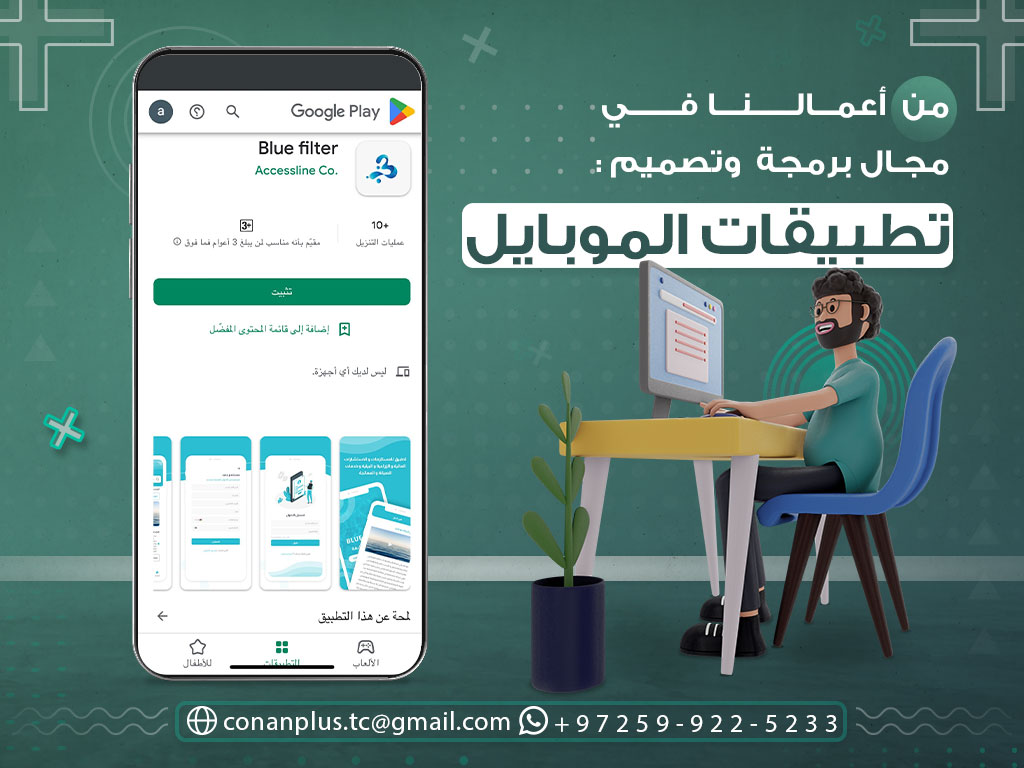 من أعمالنا في
مجال برمجة وتصميم :
تطبيقات الموبايل
Google Play
a
Blue filter
Accessline Co.
10+
عمليات التنزيل
3+
مقيّم بأنه مناسب لمن يبلغ 3 أعوام فما فوق
تثبيت
إضافة إلى قائمة المحتوى المفضّل
ليس لديك أي أجهزة.
لمحة عن هذا التطبيق
الألعاب
التطبيقات
للأطفال
conanplus.tc@gmail.com
+97259-922-5233